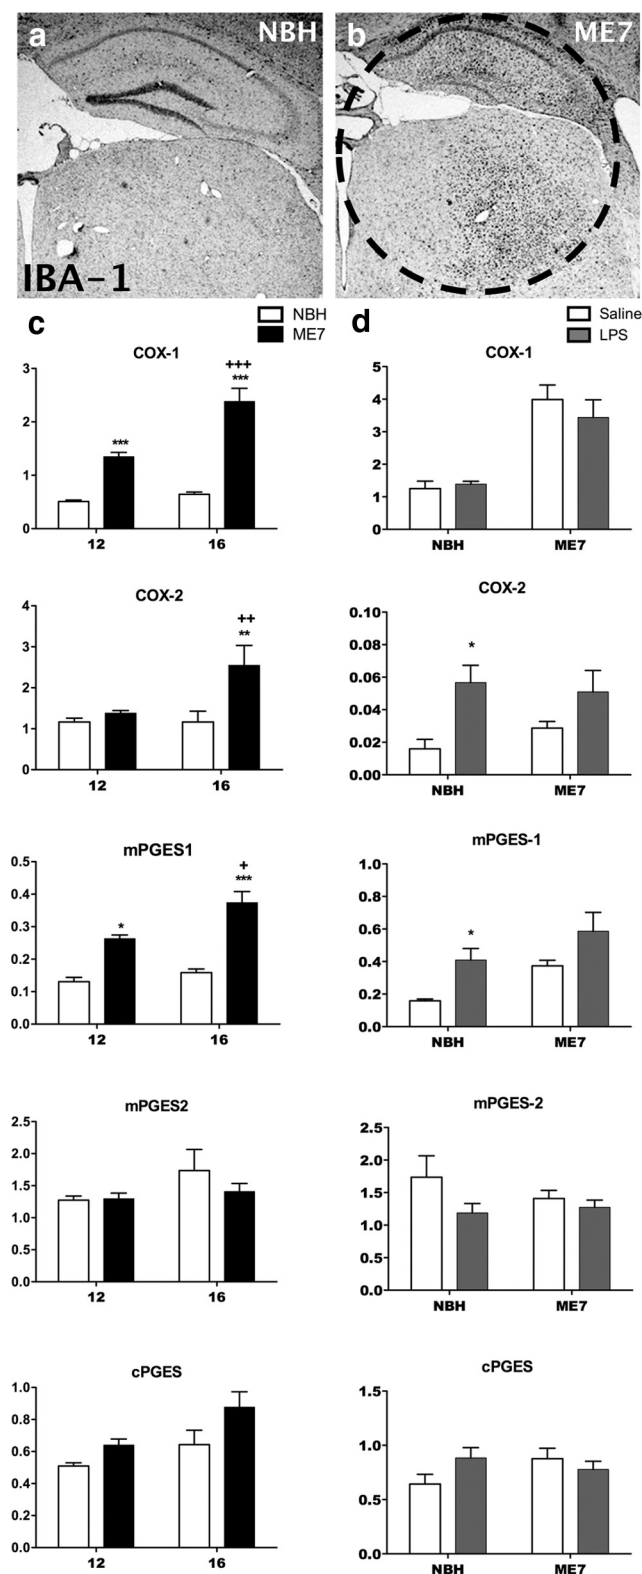 a NBH
b ME7
IBA-1
c
NBH
ME7
COX-1
+++
***
***
3
2
1
0
12 16
COX-2
++
**
4
3
2
1
0
12 16
mPGES1
+
***
*
0.5
0.4
0.3
0.2
0.1
0.0
12 16
mPGES2
2.5
2.0
1.5
1.0
0.5
0.0
12 16
cPGES
1.0
0.8
0.6
0.4
0.2
0.0
12 16
d
Saline
LPS
COX-1
5
4
3
2
1
0
NBH ME7
COX-2
*
0.10
0.08
0.06
0.04
0.02
0.00
NBH ME7
mPGES-1
*
1.0
0.8
0.6
0.4
0.2
0.0
NBH ME7
mPGES-2
2.5
2.0
1.5
1.0
0.5
0.0
NBH ME7
cPGES
1.5
1.0
0.5
0.0
NBH ME7